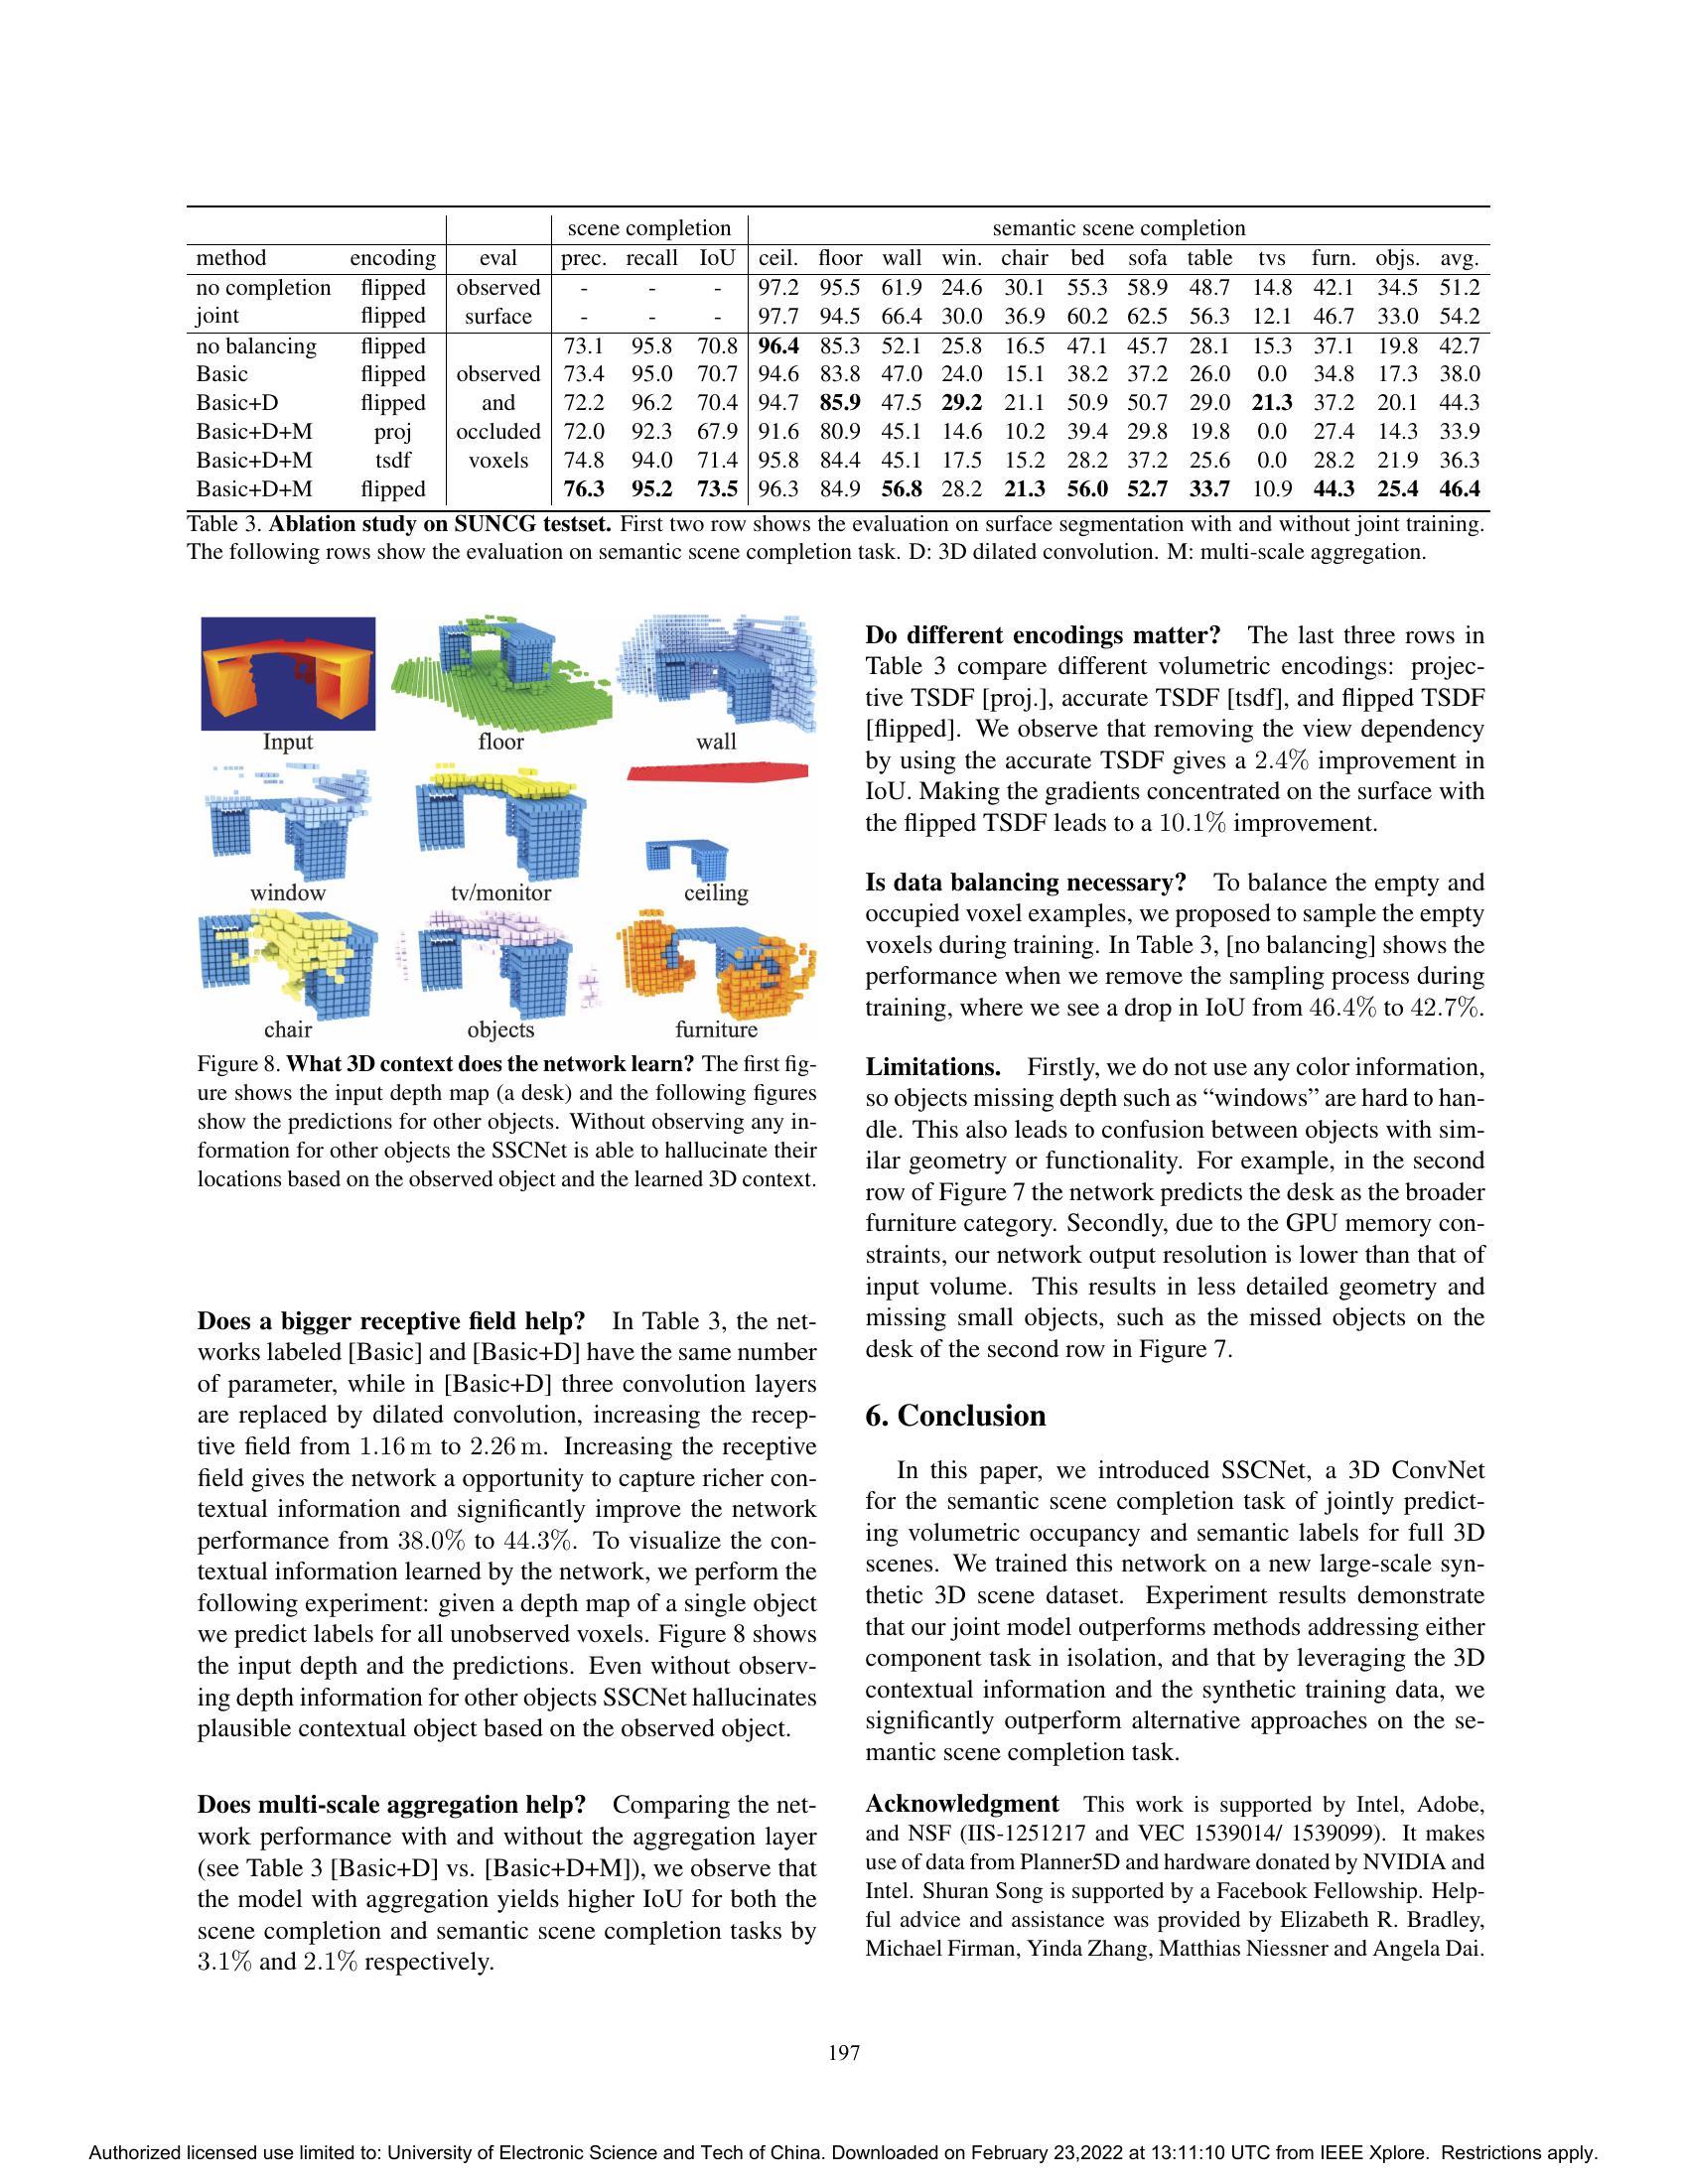 scene completion semantic scene completion
method encoding eval prec. recall IoU ceil. floor wall win. chair bed sofa table tvs furn. objs. avg.
no completion flipped observed - - - 97.2 95.5 61.9 24.6 30.1 55.3 58.9 48.7 14.8 42.1 34.5 51.2
joint flipped surface - - - 97.7 94.5 66.4 30.0 36.9 60.2 62.5 56.3 12.1 46.7 33.0 54.2
no balancing flipped 73.1 95.8 70.8 96.4 85.3 52.1 25.8 16.5 47.1 45.7 28.1 15.3 37.1 19.8 42.7
Basic flipped observed 73.4 95.0 70.7 94.6 83.8 47.0 24.0 15.1 38.2 37.2 26.0 0.0 34.8 17.3 38.0
Basic+D flipped and 72.2 96.2 70.4 94.7 85.9 47.5 29.2 21.1 50.9 50.7 29.0 21.3 37.2 20.1 44.3
Basic+D+M proj occluded 72.0 92.3 67.9 91.6 80.9 45.1 14.6 10.2 39.4 29.8 19.8 0.0 27.4 14.3 33.9
Basic+D+M tsdf voxels 74.8 94.0 71.4 95.8 84.4 45.1 17.5 15.2 28.2 37.2 25.6 0.0 28.2 21.9 36.3
Basic+D+M flipped 76.3 95.2 73.5 96.3 84.9 56.8 28.2 21.3 56.0 52.7 33.7 10.9 44.3 25.4 46.4
Table 3. Ablation study on SUNCG testset. First two row shows the evaluation on surface segmentation with and without joint training.
The following rows show the evaluation on semantic scene completion task. D: 3D dilated convolution. M: multi-scale aggregation.
Input floor wall
window tv/monitor ceiling
chair objects furniture
Figure 8. What 3D context does the network learn? The first fig-
ure shows the input depth map (a desk) and the following figures
show the predictions for other objects. Without observing any in-
formation for other objects the SSCNet is able to hallucinate their
locations based on the observed object and the learned 3D context.
Does a bigger receptive field help? In Table 3, the net-
works labeled [Basic] and [Basic+D] have the same number
of parameter, while in [Basic+D] three convolution layers
are replaced by dilated convolution, increasing the recep-
tive field from 1.16 m to 2.26 m. Increasing the receptive
field gives the network a opportunity to capture richer con-
textual information and significantly improve the network
performance from 38.0% to 44.3%. To visualize the con-
textual information learned by the network, we perform the
following experiment: given a depth map of a single object
we predict labels for all unobserved voxels. Figure 8 shows
the input depth and the predictions. Even without observ-
ing depth information for other objects SSCNet hallucinates
plausible contextual object based on the observed object.
Does multi-scale aggregation help? Comparing the net-
work performance with and without the aggregation layer
(see Table 3 [Basic+D] vs. [Basic+D+M]), we observe that
the model with aggregation yields higher IoU for both the
scene completion and semantic scene completion tasks by
3.1% and 2.1% respectively.
Do different encodings matter? The last three rows in
Table 3 compare different volumetric encodings: projec-
tive TSDF [proj.], accurate TSDF [tsdf], and flipped TSDF
[flipped]. We observe that removing the view dependency
by using the accurate TSDF gives a 2.4% improvement in
IoU. Making the gradients concentrated on the surface with
the flipped TSDF leads to a 10.1% improvement.
Is data balancing necessary? To balance the empty and
occupied voxel examples, we proposed to sample the empty
voxels during training. In Table 3, [no balancing] shows the
performance when we remove the sampling process during
training, where we see a drop in IoU from 46.4% to 42.7%.
Limitations. Firstly, we do not use any color information,
so objects missing depth such as “windows” are hard to han-
dle. This also leads to confusion between objects with sim-
ilar geometry or functionality. For example, in the second
row of Figure 7 the network predicts the desk as the broader
furniture category. Secondly, due to the GPU memory con-
straints, our network output resolution is lower than that of
input volume. This results in less detailed geometry and
missing small objects, such as the missed objects on the
desk of the second row in Figure 7.
6. Conclusion
In this paper, we introduced SSCNet, a 3D ConvNet
for the semantic scene completion task of jointly predict-
ing volumetric occupancy and semantic labels for full 3D
scenes. We trained this network on a new large-scale syn-
thetic 3D scene dataset. Experiment results demonstrate
that our joint model outperforms methods addressing either
component task in isolation, and that by leveraging the 3D
contextual information and the synthetic training data, we
significantly outperform alternative approaches on the se-
mantic scene completion task.
Acknowledgment This work is supported by Intel, Adobe,
and NSF (IIS-1251217 and VEC 1539014/ 1539099). It makes
use of data from Planner5D and hardware donated by NVIDIA and
Intel. Shuran Song is supported by a Facebook Fellowship. Help-
ful advice and assistance was provided by Elizabeth R. Bradley,
Michael Firman, Yinda Zhang, Matthias Niessner and Angela Dai.
197
Authorized licensed use limited to: University of Electronic Science and Tech of China. Downloaded on February 23,2022 at 13:11:10 UTC from IEEE Xplore. Restrictions apply.